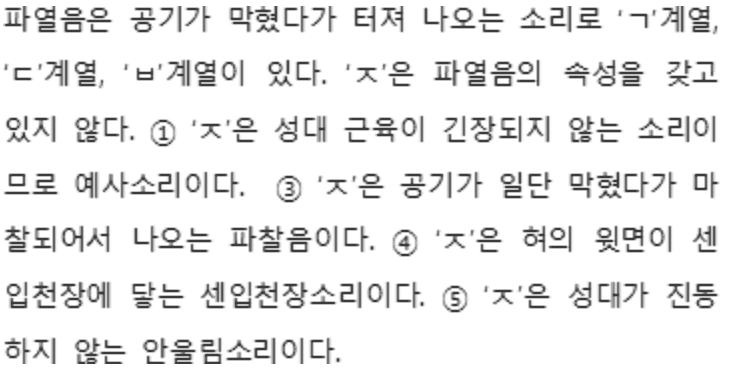 파열음은 공기가 막혔다가 터져 나오는 소리로 ‘ㄱ’계열,
‘ㄷ’계열, ‘ㅂ’계열이 있다. ‘ㅈ’은 파열음의 속성을 갖고
있지 않다. ① ‘ㅈ’은 성대 근육이 긴장되지 않는 소리이
므로 예사소리이다. ③ ‘ㅈ’은 공기가 일단 막혔다가 마
찰되어서 나오는 파찰음이다. ④ ‘ㅈ’은 혀의 윗면이 센
입천장에 닿는 센입천장소리이다. ⑤ ‘ㅈ’은 성대가 진동
하지 않는 안울림소리이다.